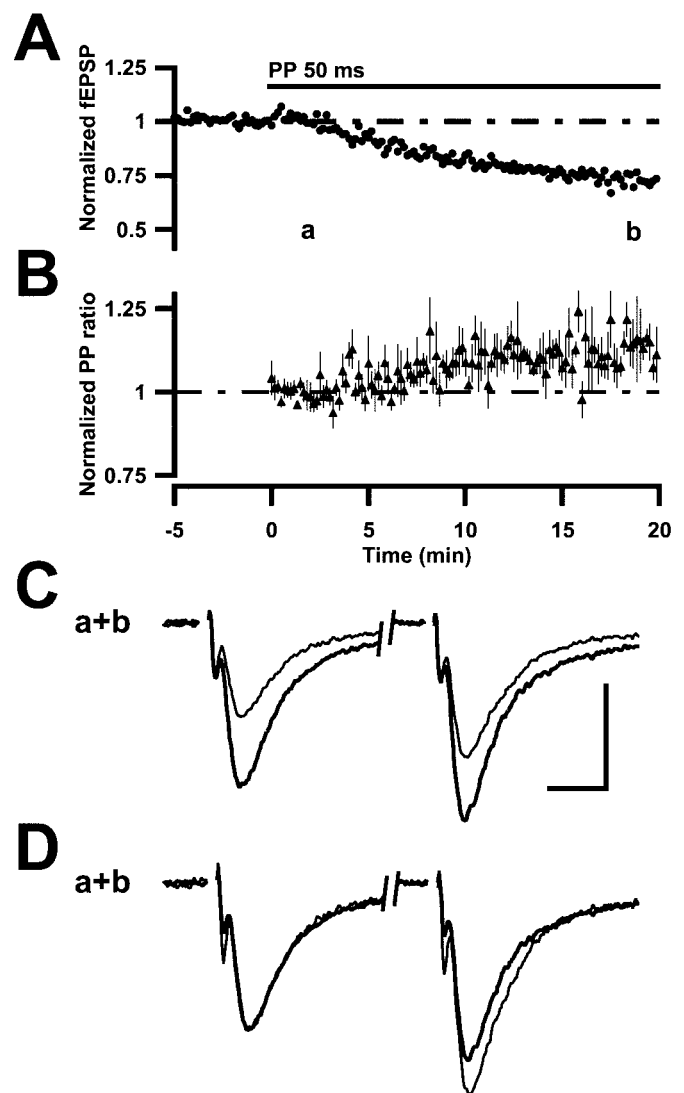 A
Normalized fEPSP
1.25
1
0.75
0.5
PP 50 ms
a
b
B
Normalized PP ratio
1.25
1
0.75
-5
0
5
10
15
20
Time (min)
C
a+b
D
a+b